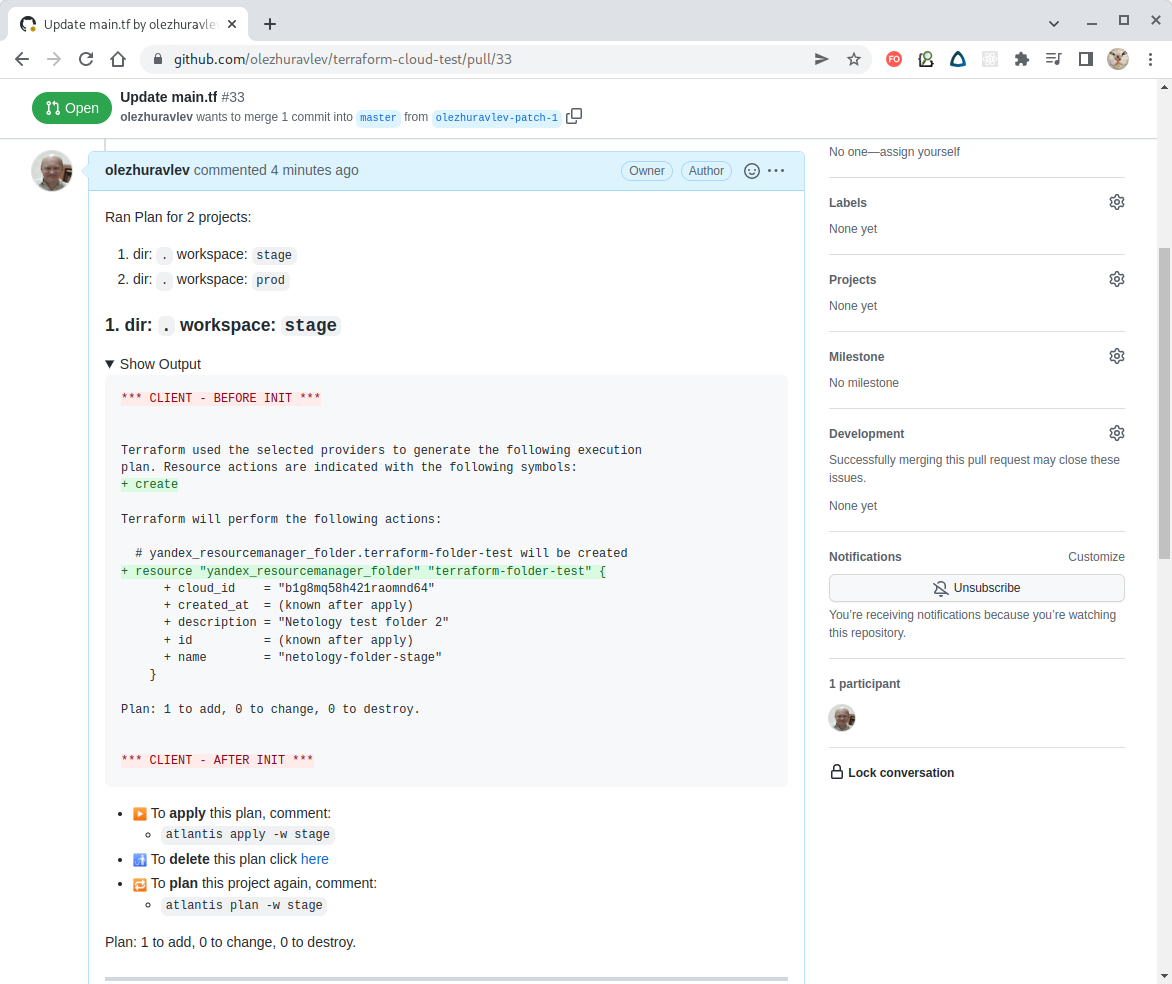 Update main.tf by olezhuravle
github.com/olezhuravlev/terraform-cloud-test/pull/33
FO
Open
Update main.tf #33
olezhuravlev wants to merge 1 commit into master from olezhuravlev-patch-1
olezhuravlev commented 4 minutes ago
Owner
Author
Ran Plan for 2 projects:
1. dir: . workspace: stage
2. dir: . workspace: prod
1. dir: . workspace: stage
Show Output
*** CLIENT - BEFORE INIT ***
Terraform used the selected providers to generate the following execution
plan. Resource actions are indicated with the following symbols:
+ create
Terraform will perform the following actions:
# yandex_resourcemanager_folder.terraform-folder-test will be created
+ resource "yandex_resourcemanager_folder" "terraform-folder-test" {
+ cloud_id    = "b1g8mq58h421raomnd64"
+ created_at  = (known after apply)
+ description = "Netology test folder 2"
+ id          = (known after apply)
+ name        = "netology-folder-stage"
}
Plan: 1 to add, 0 to change, 0 to destroy.
*** CLIENT - AFTER INIT ***
To apply this plan, comment:
atlantis apply -w stage
To delete this plan click here
To plan this project again, comment:
atlantis plan -w stage
Plan: 1 to add, 0 to change, 0 to destroy.
No one—assign yourself
Labels
None yet
Projects
None yet
Milestone
No milestone
Development
Successfully merging this pull request may close these
issues.
None yet
Notifications
Customize
Unsubscribe
You're receiving notifications because you're watching
this repository.
1 participant
Lock conversation